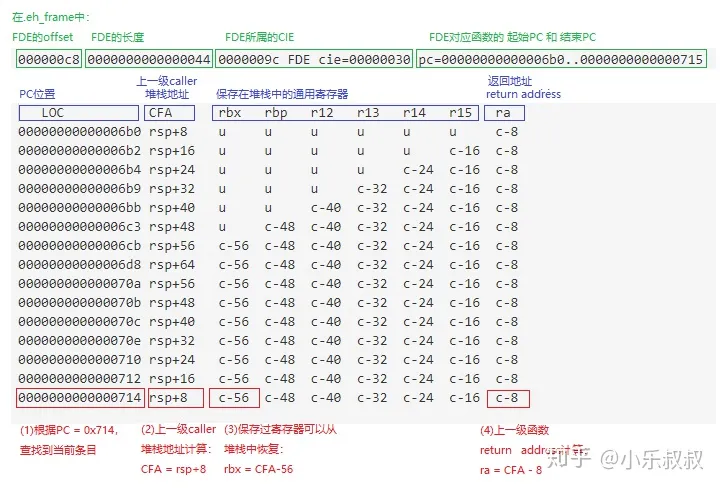 在.eh_frame中：
FDE的offset FDE的长度 FDE所属的CIE FDE对应函数的 起始PC 和 结束PC
000000c8 0000000000000044 0000009c FDE cie=00000030 pc=00000000000006b0..0000000000000715
PC位置 上一级caller 堆栈地址 保存在堆栈中的通用寄存器 返回地址 return address
LOC CFA rbx rbp r12 r13 r14 r15 ra
00000000000006b0 rsp+8 u u u u u u c-8
00000000000006b2 rsp+16 u u u u u c-16 c-8
00000000000006b4 rsp+24 u u u u c-24 c-16 c-8
00000000000006b9 rsp+32 u u u c-32 c-24 c-16 c-8
00000000000006bb rsp+40 u u c-40 c-32 c-24 c-16 c-8
00000000000006c3 rsp+48 u c-48 c-40 c-32 c-24 c-16 c-8
00000000000006cb rsp+56 c-56 c-48 c-40 c-32 c-24 c-16 c-8
00000000000006d8 rsp+64 c-56 c-48 c-40 c-32 c-24 c-16 c-8
000000000000070a rsp+56 c-56 c-48 c-40 c-32 c-24 c-16 c-8
000000000000070b rsp+48 c-56 c-48 c-40 c-32 c-24 c-16 c-8
000000000000070c rsp+40 c-56 c-48 c-40 c-32 c-24 c-16 c-8
000000000000070e rsp+32 c-56 c-48 c-40 c-32 c-24 c-16 c-8
0000000000000710 rsp+24 c-56 c-48 c-40 c-32 c-24 c-16 c-8
0000000000000712 rsp+16 c-56 c-48 c-40 c-32 c-24 c-16 c-8
0000000000000714 rsp+8 c-56 c-48 c-40 c-32 c-24 c-16 c-8
(1)根据PC = 0x714,
查找到当前条目
(2)上一级caller
堆栈地址计算：
CFA = rsp+8
(3)保存过寄存器可以从
堆栈中恢复：
rbx = CFA-56
(4)上一级函数
return address计算：
ra = CFA - 8
知乎 @小乐叔叔